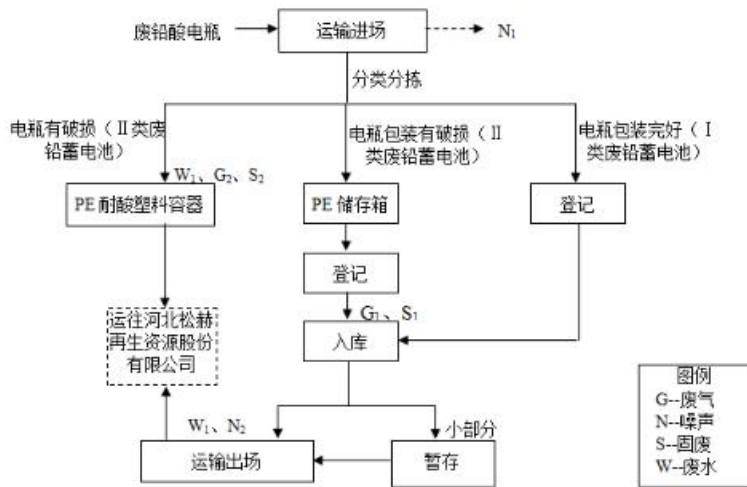 废铅酸电瓶
运输进场
N₁
分类分拣
电瓶有破损（Ⅱ类废
铅蓄电池）
电瓶包装有破损（Ⅱ
类废铅蓄电池）
电瓶包装完好（Ⅰ
类废铅蓄电池）
W₁、G₂、S₂
PE 耐酸塑料容器
PE 储存箱
登记
登记
G₁、S₁
运往河北松赫
再生资源股份
有限公司
入库
W₁、N₂
小部分
运输出场
暂存
图例
G--废气
N--噪声
S--固废
W--废水